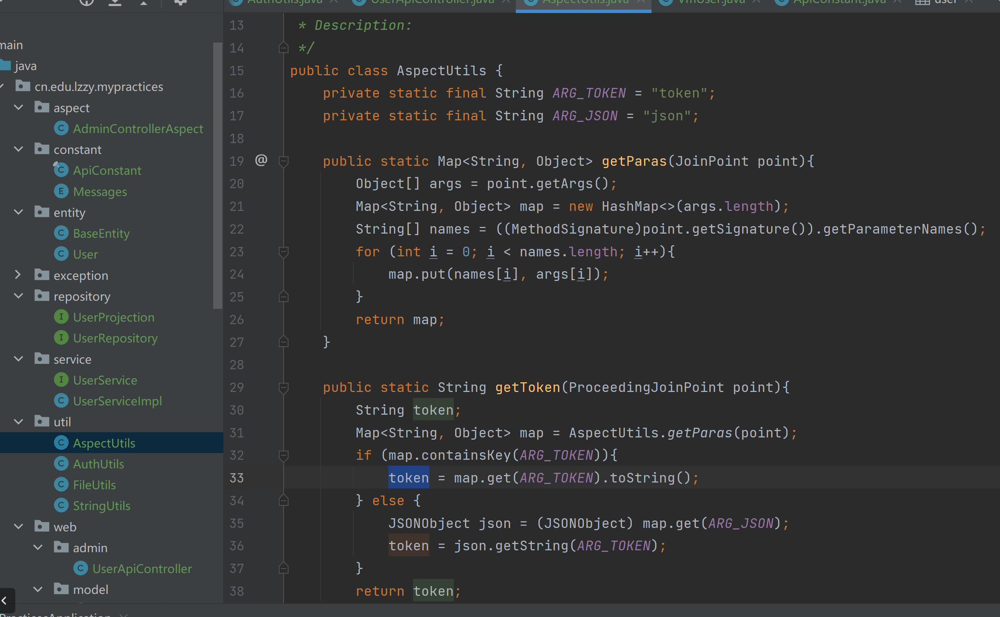 AuthUtils.java
UserApiController.java
AspectUtils.java
VmUser.java
ApiConstant.java
user
main
java
cn.edu.lzzy.mypractices
aspect
AdminControllerAspect
constant
ApiConstant
Messages
entity
BaseEntity
User
exception
repository
UserProjection
UserRepository
service
UserService
UserServiceImpl
util
AspectUtils
AuthUtils
FileUtils
StringUtils
web
admin
UserApiController
model
13 * Description:
14 */
15 public class AspectUtils {
16 private static final String ARG_TOKEN = "token";
17 private static final String ARG_JSON = "json";
18
19 @ public static Map<String, Object> getParas(JoinPoint point){
20 Object[] args = point.getArgs();
21 Map<String, Object> map = new HashMap<>(args.length);
22 String[] names = ((MethodSignature)point.getSignature()).getParameterNames();
23 for (int i = 0; i < names.length; i++){
24 map.put(names[i], args[i]);
25 }
26 return map;
27 }
28
29 public static String getToken(ProceedingJoinPoint point){
30 String token;
31 Map<String, Object> map = AspectUtils.getParas(point);
32 if (map.containsKey(ARG_TOKEN)){
33 token = map.get(ARG_TOKEN).toString();
34 } else {
35 JSONObject json = (JSONObject) map.get(ARG_JSON);
36 token = json.getString(ARG_TOKEN);
37 }
38 return token;
PracticesApplication